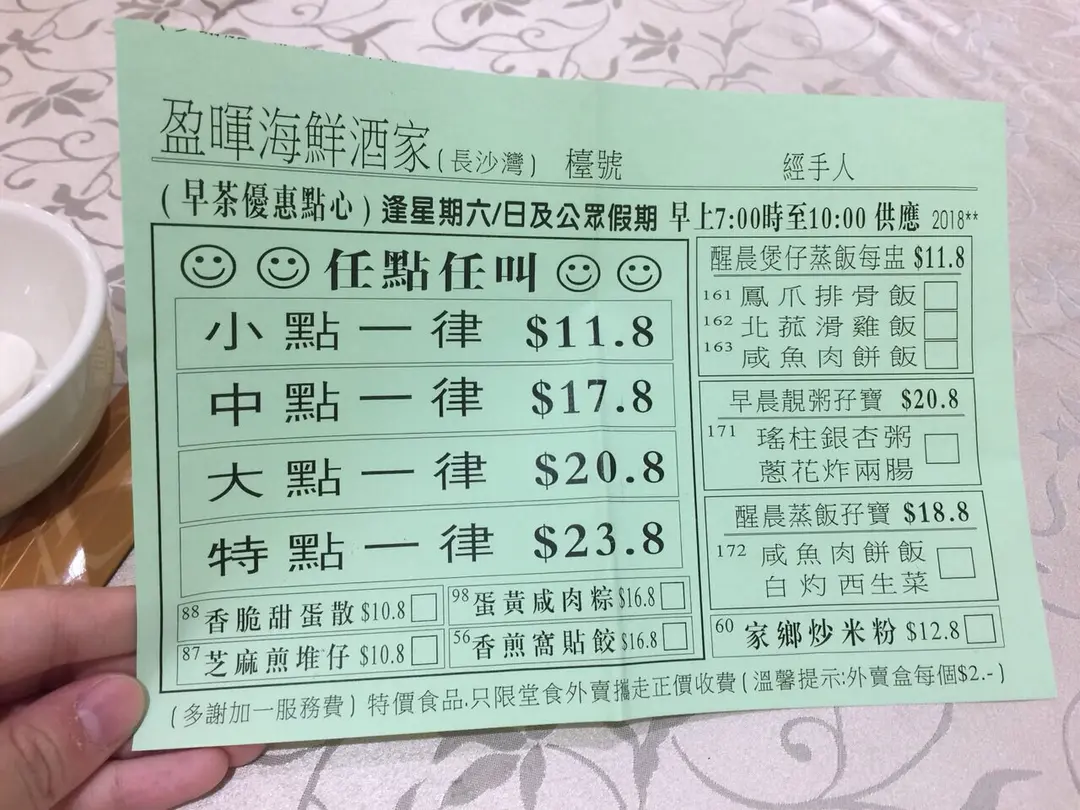 盈暉海鮮酒家(長沙灣) 檯號 經手人
(早茶優惠點心)逢星期六/日及公眾假期 早上7:00時至10:00 供應 2018**
任點任叫
小點一律 $11.8
中點一律 $17.8
大點一律 $20.8
特點一律 $23.8
88 香脆甜蛋散 $10.8
98 蛋黃咸肉粽 $16.8
87 芝麻煎堆仔 $10.8
56 香煎窩貼餃 $16.8
醒晨煲仔蒸飯每盅 $11.8
161 鳳爪排骨飯
162 北菰滑雞飯
163 咸魚肉餅飯
早晨靚粥孖寶 $20.8
171 瑤柱銀杏粥
蔥花炸兩腸
醒晨蒸飯孖寶 $18.8
172 咸魚肉餅飯
白灼西生菜
60 家鄉炒米粉 $12.8
(多謝加一服務費) 特價食品,只限堂食外賣攜走正價收費(溫馨提示;外賣盒每個$2.-)